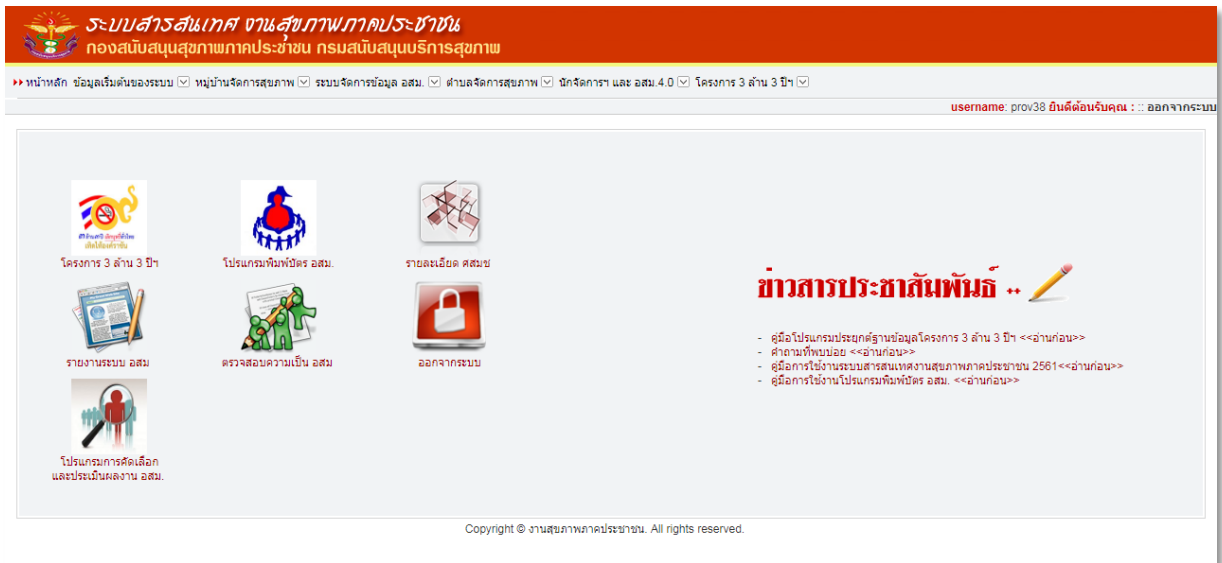 ระบบสารสนเทศ งานสุขภาพภาคประชาชน
กองสนับสนุนสุขภาพภาคประชาชน กรมสนับสนุนบริการสุขภาพ
หน้าหลัก ข้อมูลเริ่มต้นของระบบ หมู่บ้านจัดการสุขภาพ ระบบจัดการข้อมูล อสม. ตำบลจัดการสุขภาพ นักจัดการฯ และ อสม.4.0 โครงการ 3 ล้าน 3 ปีฯ
username: prov38 ยินดีต้อนรับคุณ : :: ออกจากระบบ
โครงการ 3 ล้าน 3 ปีฯ
โปรแกรมพิมพ์บัตร อสม.
รายละเอียด ศสมช
รายงานระบบ อสม
ตรวจสอบความเป็น อสม
ออกจากระบบ
โปรแกรมการคัดเลือก
และประเมินผลงาน อสม.
ข่าวสารประชาสัมพันธ์ ..
- คู่มือโปรแกรมประยุกต์ฐานข้อมูลโครงการ 3 ล้าน 3 ปีฯ <<อ่านก่อน>>
- คำถามที่พบบ่อย <<อ่านก่อน>>
- คู่มือการใช้งานระบบสารสนเทศงานสุขภาพภาคประชาชน 2561<<อ่านก่อน>>
- คู่มือการใช้งานโปรแกรมพิมพ์บัตร อสม. <<อ่านก่อน>>
Copyright © งานสุขภาพภาคประชาชน. All rights reserved.